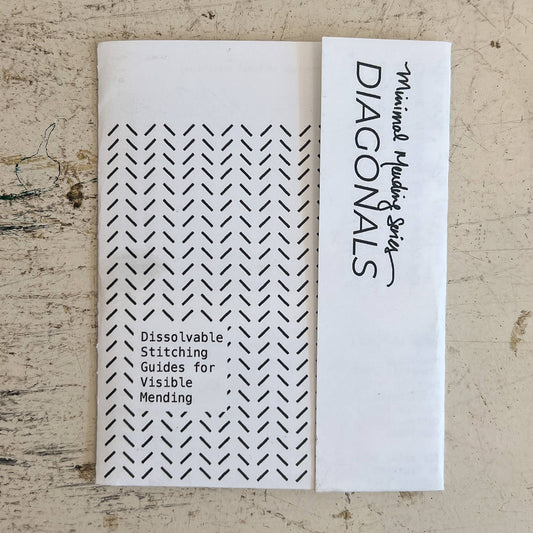 Dissolvable
Stitching
Guides for
Visible
Mending
Minimal Mending Series
DIAGONALS